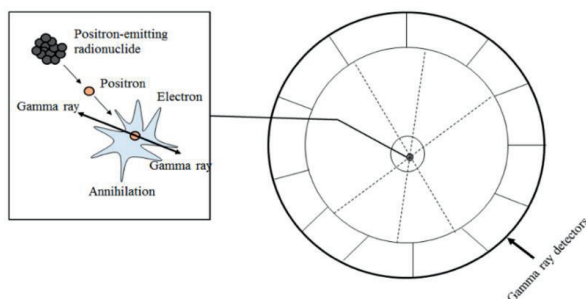 Positron-emitting
radionuclide
Positron
Electron
Gamma ray
Gamma ray
Annihilation
Gamma ray detectors